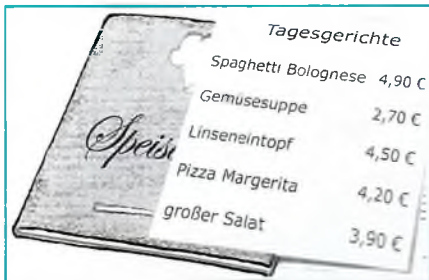 Tagesgerichte
Spaghetti Bolognese 4,90 €
Gemüsesuppe 2,70 €
Linseneintopf 4,50 €
Pizza Margerita 4,20 €
großer Salat 3,90 €